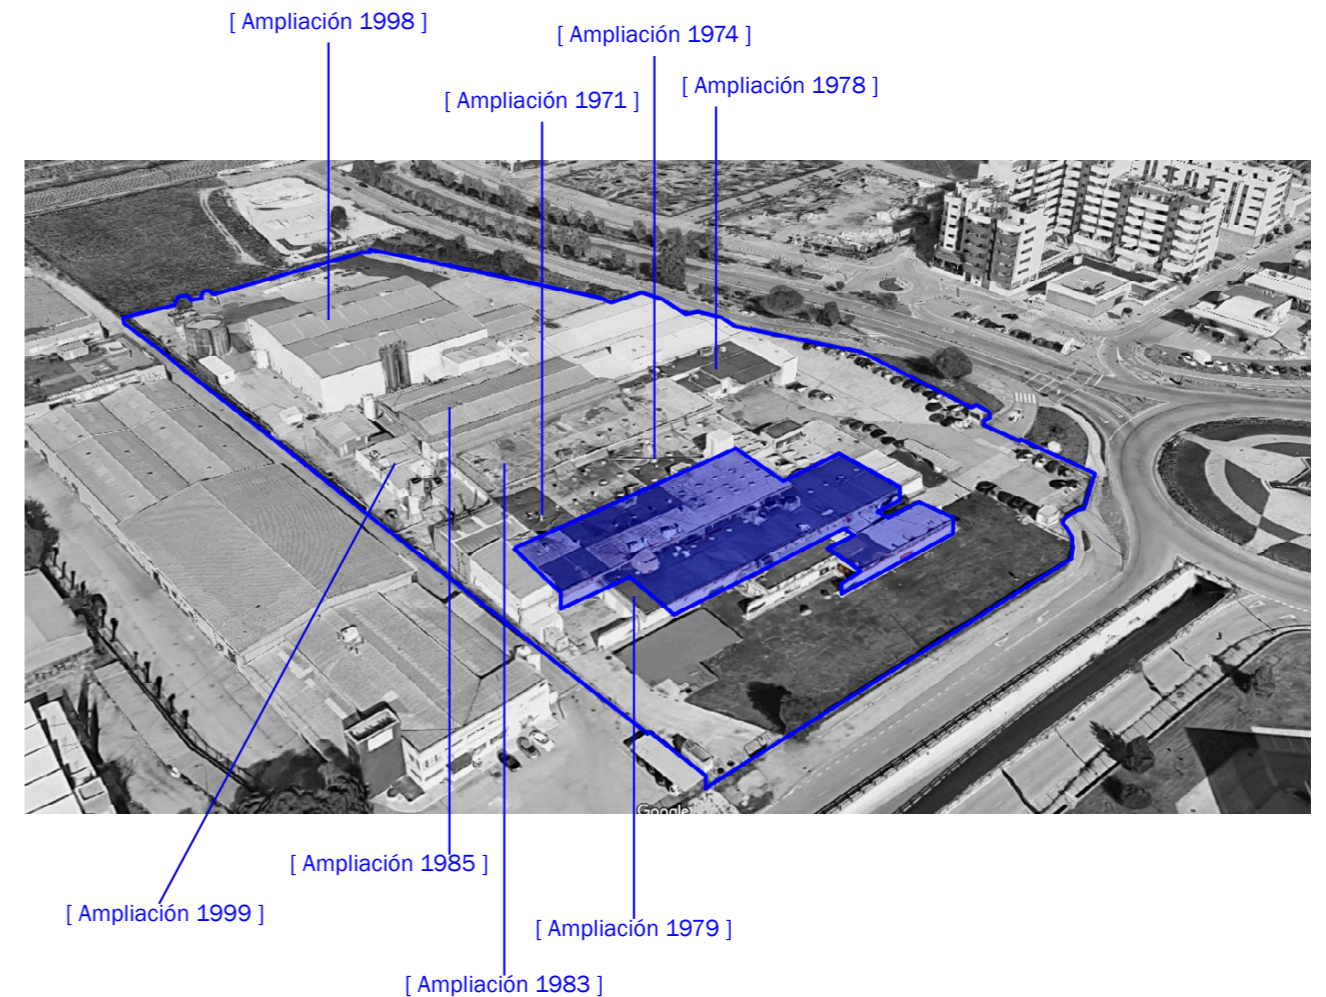 [ Ampliación 1998 ]
[ Ampliación 1974 ]
[ Ampliación 1978 ]
[ Ampliación 1971 ]
Google
[ Ampliación 1985 ]
[ Ampliación 1999 ]
[ Ampliación 1979 ]
[ Ampliación 1983 ]